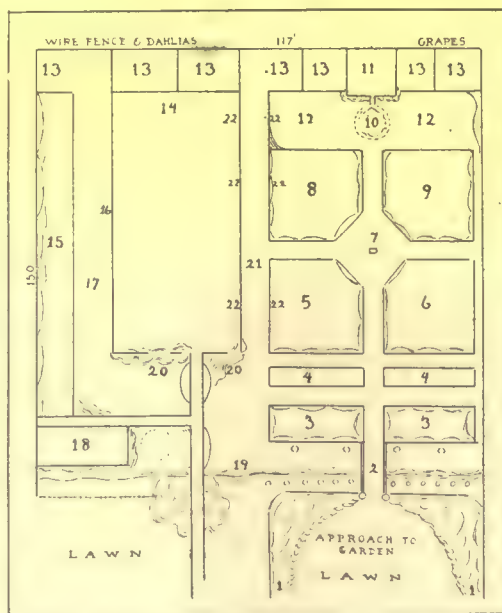 WIRE FENCE & DAHLIAS 117' GRAPES
13 13 13 13 13 11 13 13
14 22 22 12 10 12
16 22 22 8 9
15 7
17 21
150
22 22 5 6
20 20 4 4
3 3
18 19 2
APPROACH TO
GARDEN
LAWN LAWN
1 1